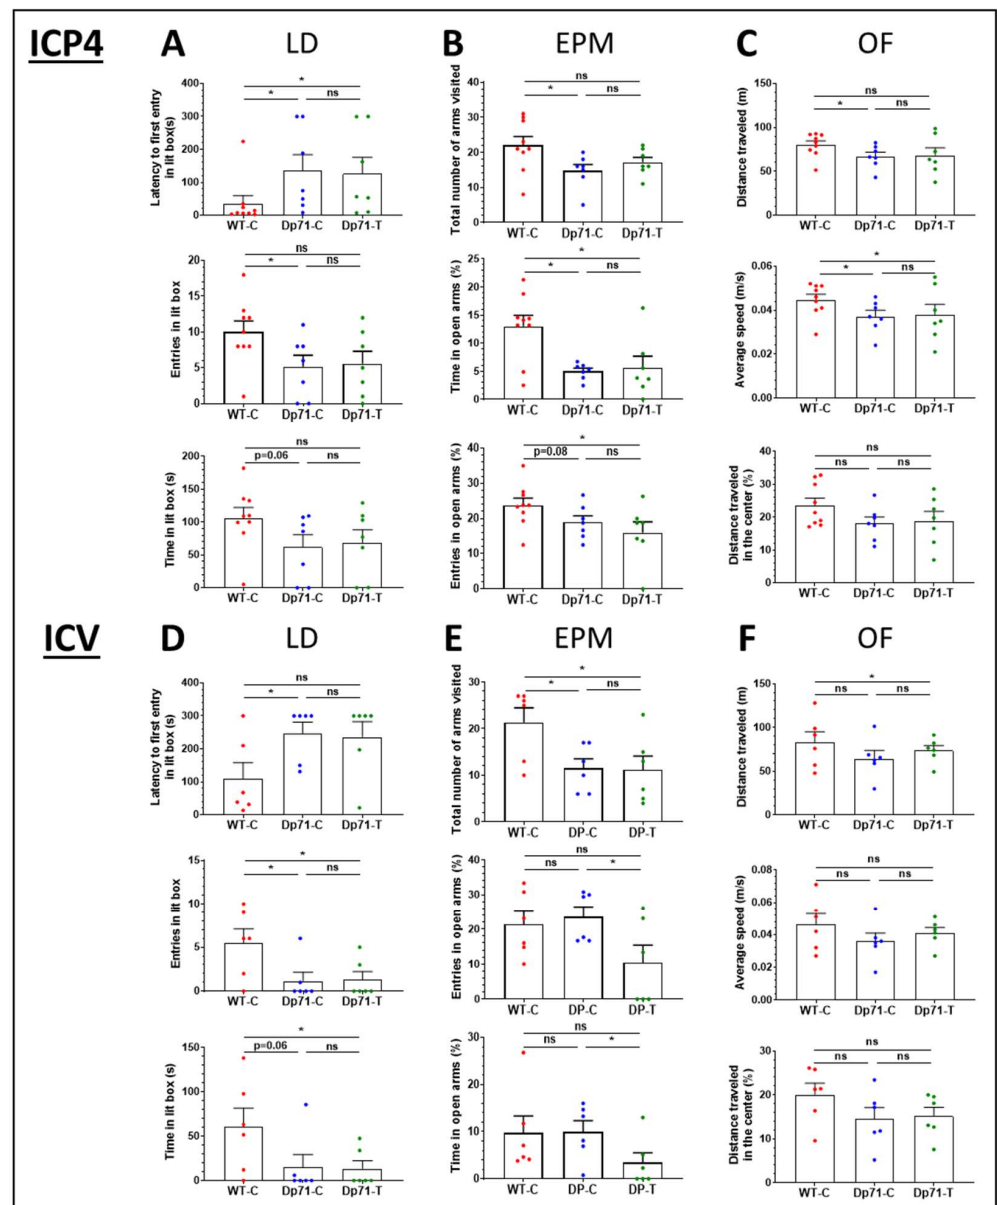 ICP4 A LD B EPM C OF
400
300
200
100
0
Latency to first entry
in lit box(s)
*
* ns
WT-C Dp71-C Dp71-T
40
30
20
10
0
Total number of arms visited
ns
* ns
WT-C Dp71-C Dp71-T
150
100
50
0
Distance traveled (m)
ns
* ns
WT-C Dp71-C Dp71-T
20
15
10
5
0
Entries in lit box
ns
* ns
WT-C Dp71-C Dp71-T
25
20
15
10
5
0
Time in open arms (%)
*
* ns
WT-C Dp71-C Dp71-T
0.06
0.04
0.02
0.00
Average speed (m/s)
*
* ns
WT-C Dp71-C Dp71-T
200
150
100
50
0
Time in lit box (s)
ns
p=0.06 ns
WT-C Dp71-C Dp71-T
40
30
20
10
0
Entries in open arms (%)
*
p=0.08 ns
WT-C Dp71-C Dp71-T
40
30
20
10
0
Distance traveled
in the center (%)
ns
ns ns
WT-C Dp71-C Dp71-T
ICV D LD E EPM F OF
400
300
200
100
0
Latency to first entry
in lit box (s)
ns
* ns
WT-C Dp71-C Dp71-T
30
20
10
0
Total number of arms visited
*
* ns
WT-C DP-C DP-T
150
100
50
0
Distance traveled (m)
*
ns ns
WT-C Dp71-C Dp71-T
15
10
5
0
Entries in lit box
*
* ns
WT-C Dp71-C Dp71-T
40
30
20
10
0
Entries in open arms (%)
ns
ns *
WT-C DP-C DP-T
0.08
0.06
0.04
0.02
0.00
Average speed (m/s)
ns
ns ns
WT-C Dp71-C Dp71-T
150
100
50
0
Time in lit box (s)
*
p=0.06 ns
WT-C Dp71-C Dp71-T
30
20
10
0
Time in open arms (%)
ns
ns *
WT-C DP-C DP-T
30
20
10
0
Distance traveled
in the center (%)
ns
ns ns
WT-C Dp71-C Dp71-T